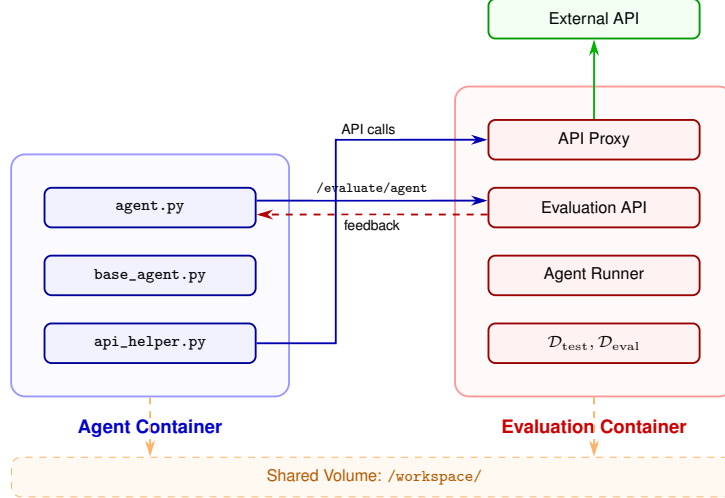 External API
API calls
API Proxy
agent.py
/evaluate/agent
Evaluation API
feedback
base_agent.py
Agent Runner
api_helper.py
𝒟test, 𝒟eval
Agent Container
Evaluation Container
Shared Volume: /workspace/